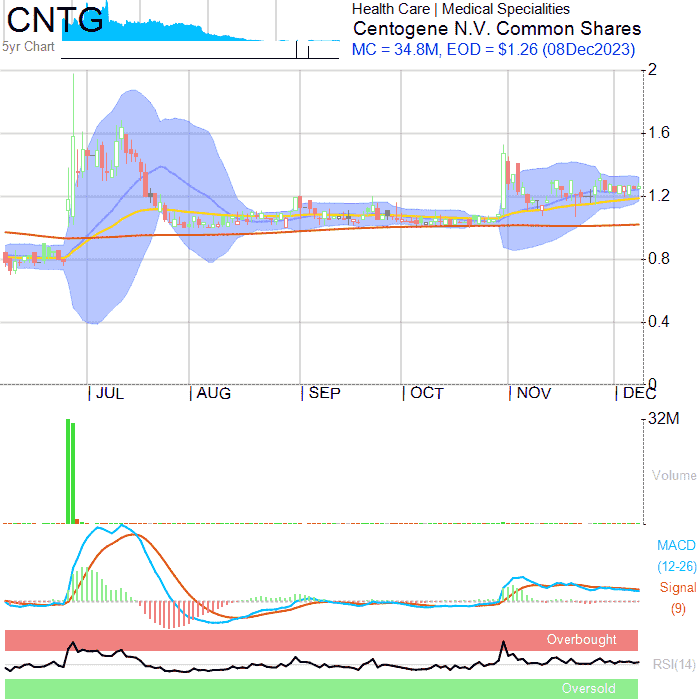 CNTG
5yr Chart
Health Care | Medical Specialities
Centogene N.V. Common Shares
MC = 34.8M, EOD = $1.26 (08Dec2023)
2
1.6
1.2
0.8
0.4
0
JUL
AUG
SEP
OCT
NOV
DEC
32M
Volume
MACD
(12-26)
Signal
(9)
Overbought
RSI(14)
Oversold